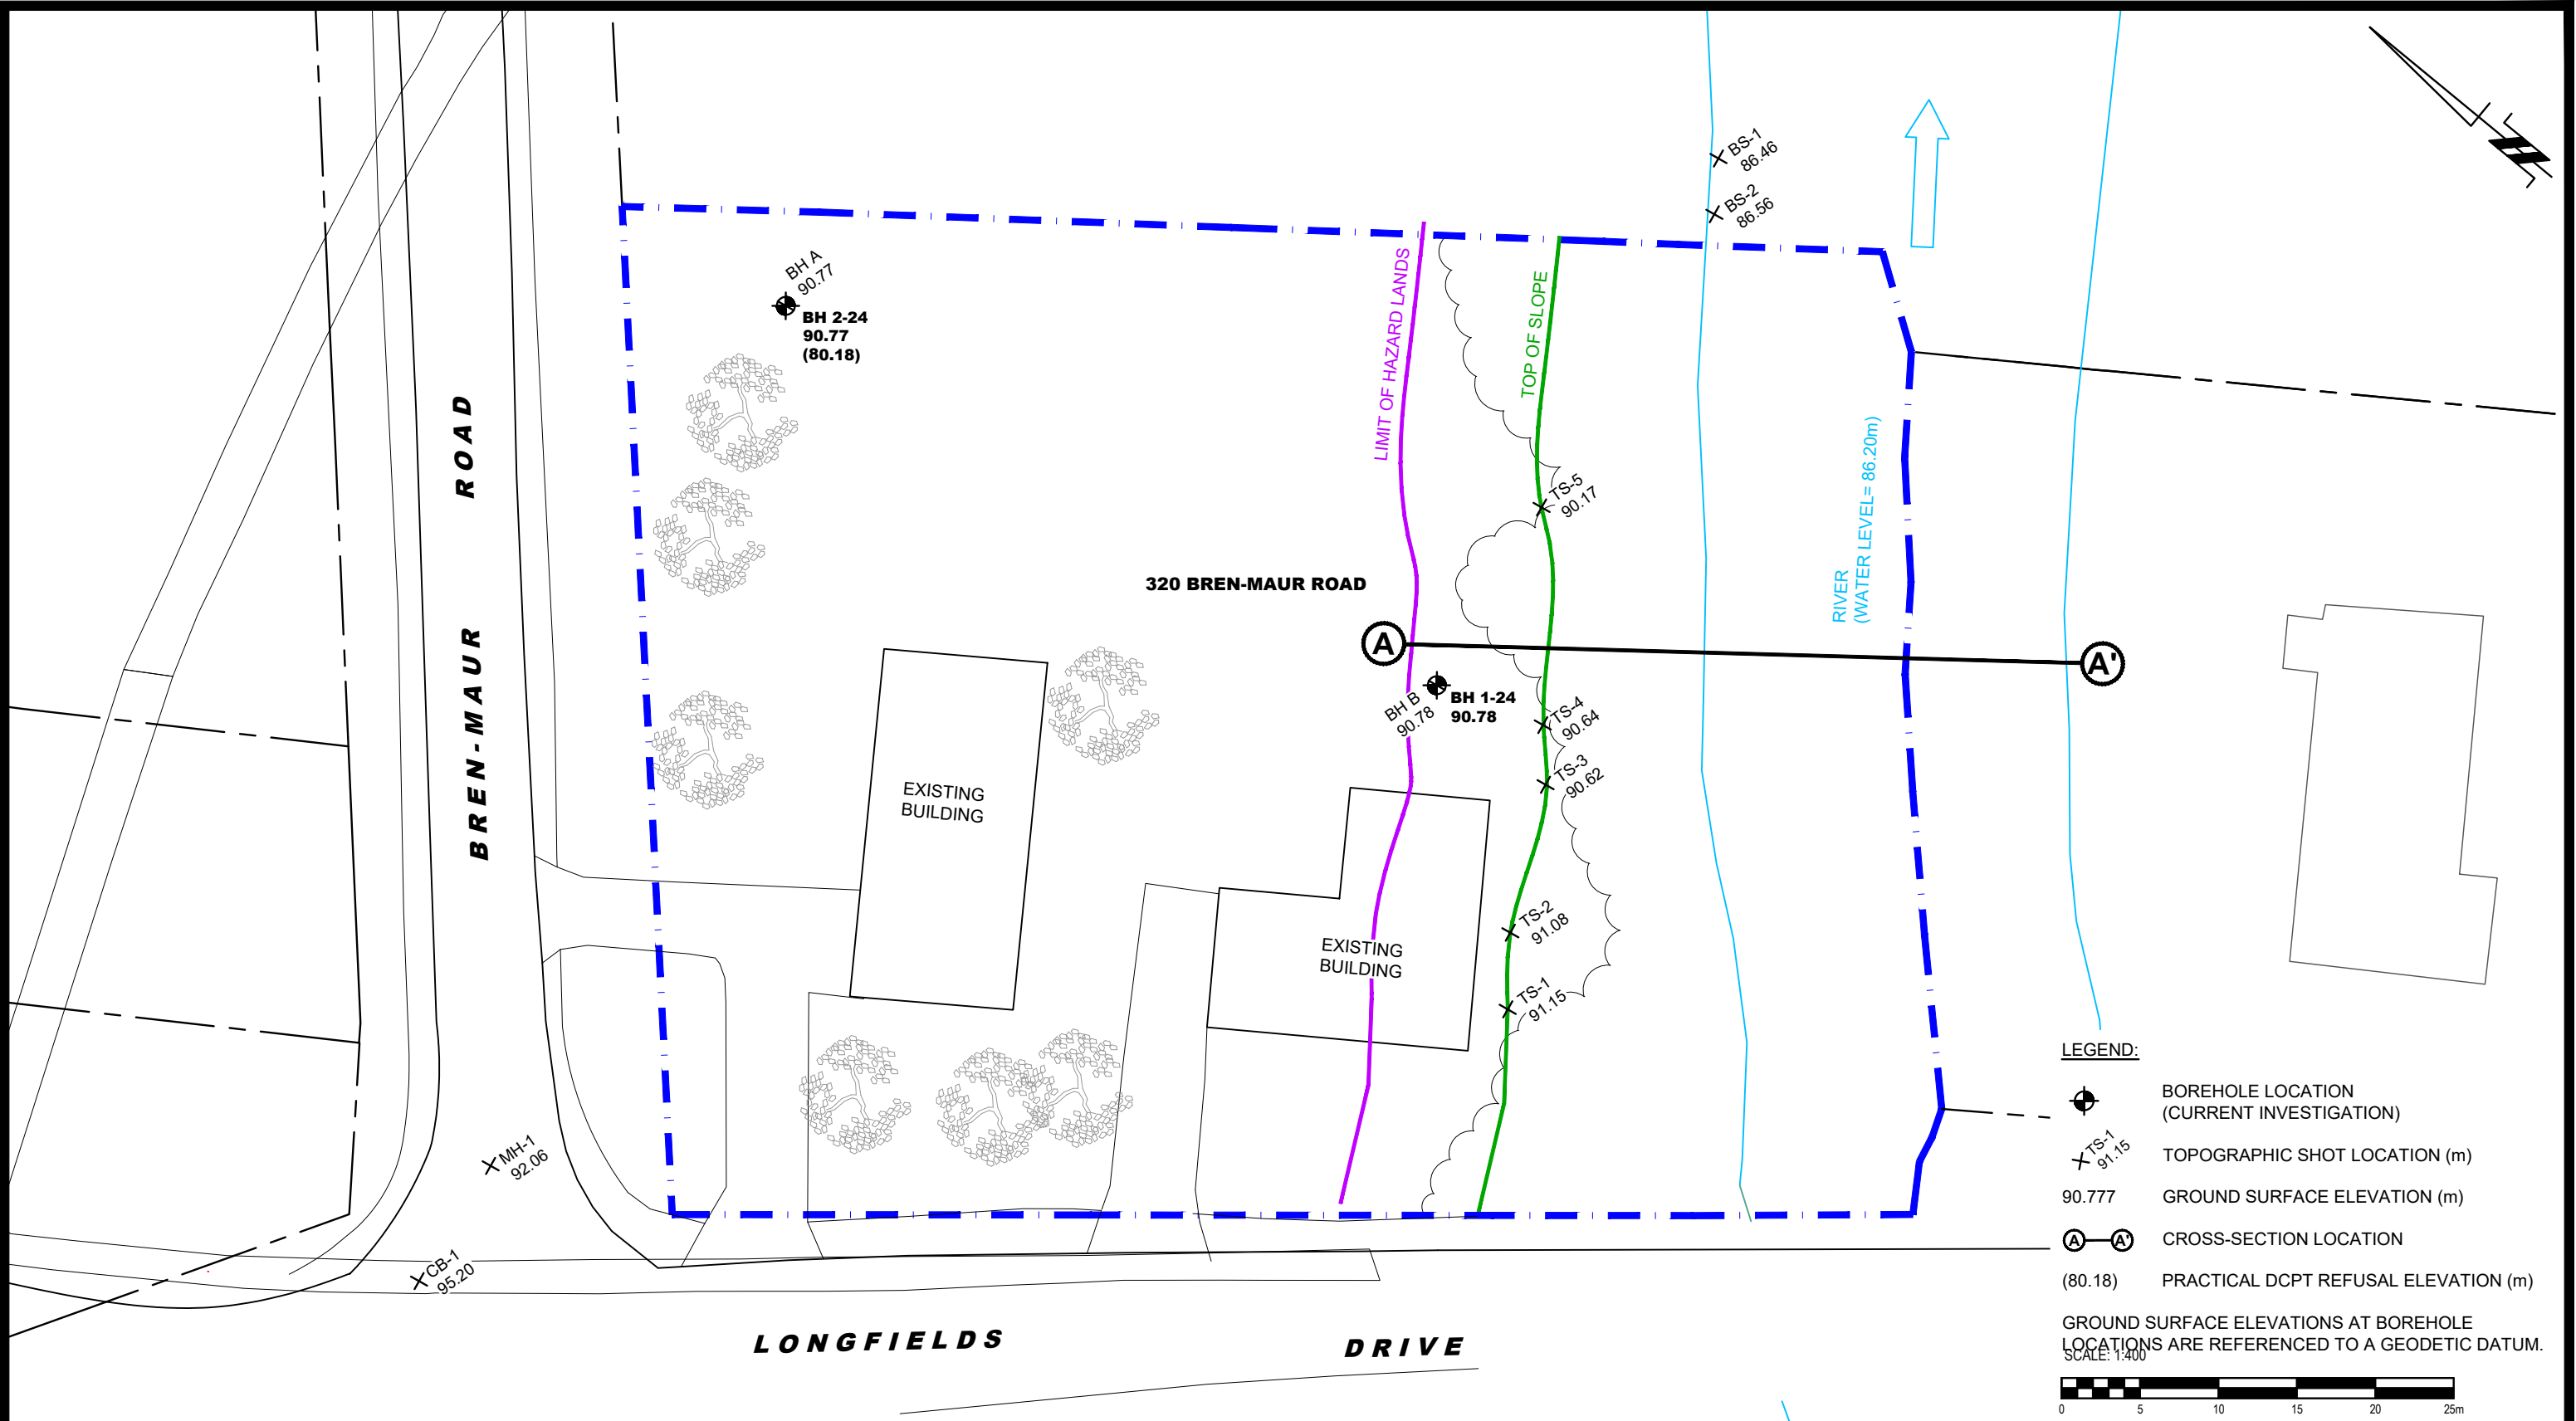 BS-1
86.46
BS-2
86.56
BH A
90.77
BH 2-24
90.77
(80.18)
LIMIT OF HAZARD LANDS
TOP OF SLOPE
BREN-MAUR ROAD
TS-5
90.17
RIVER
(WATER LEVEL= 86.20m)
320 BREN-MAUR ROAD
A
A'
BH B
90.78
BH 1-24
90.78
TS-4
90.64
TS-3
90.62
EXISTING
BUILDING
TS-2
91.08
EXISTING
BUILDING
TS-1
91.15
MH-1
92.06
CB-1
95.20
LONGFIELDS DRIVE
LEGEND:
BOREHOLE LOCATION
(CURRENT INVESTIGATION)
TS-1
91.15
TOPOGRAPHIC SHOT LOCATION (m)
90.777 GROUND SURFACE ELEVATION (m)
A A' CROSS-SECTION LOCATION
(80.18) PRACTICAL DCPT REFUSAL ELEVATION (m)
GROUND SURFACE ELEVATIONS AT BOREHOLE
LOCATIONS ARE REFERENCED TO A GEODETIC DATUM.
SCALE: 1:400
0 5 10 15 20 25m